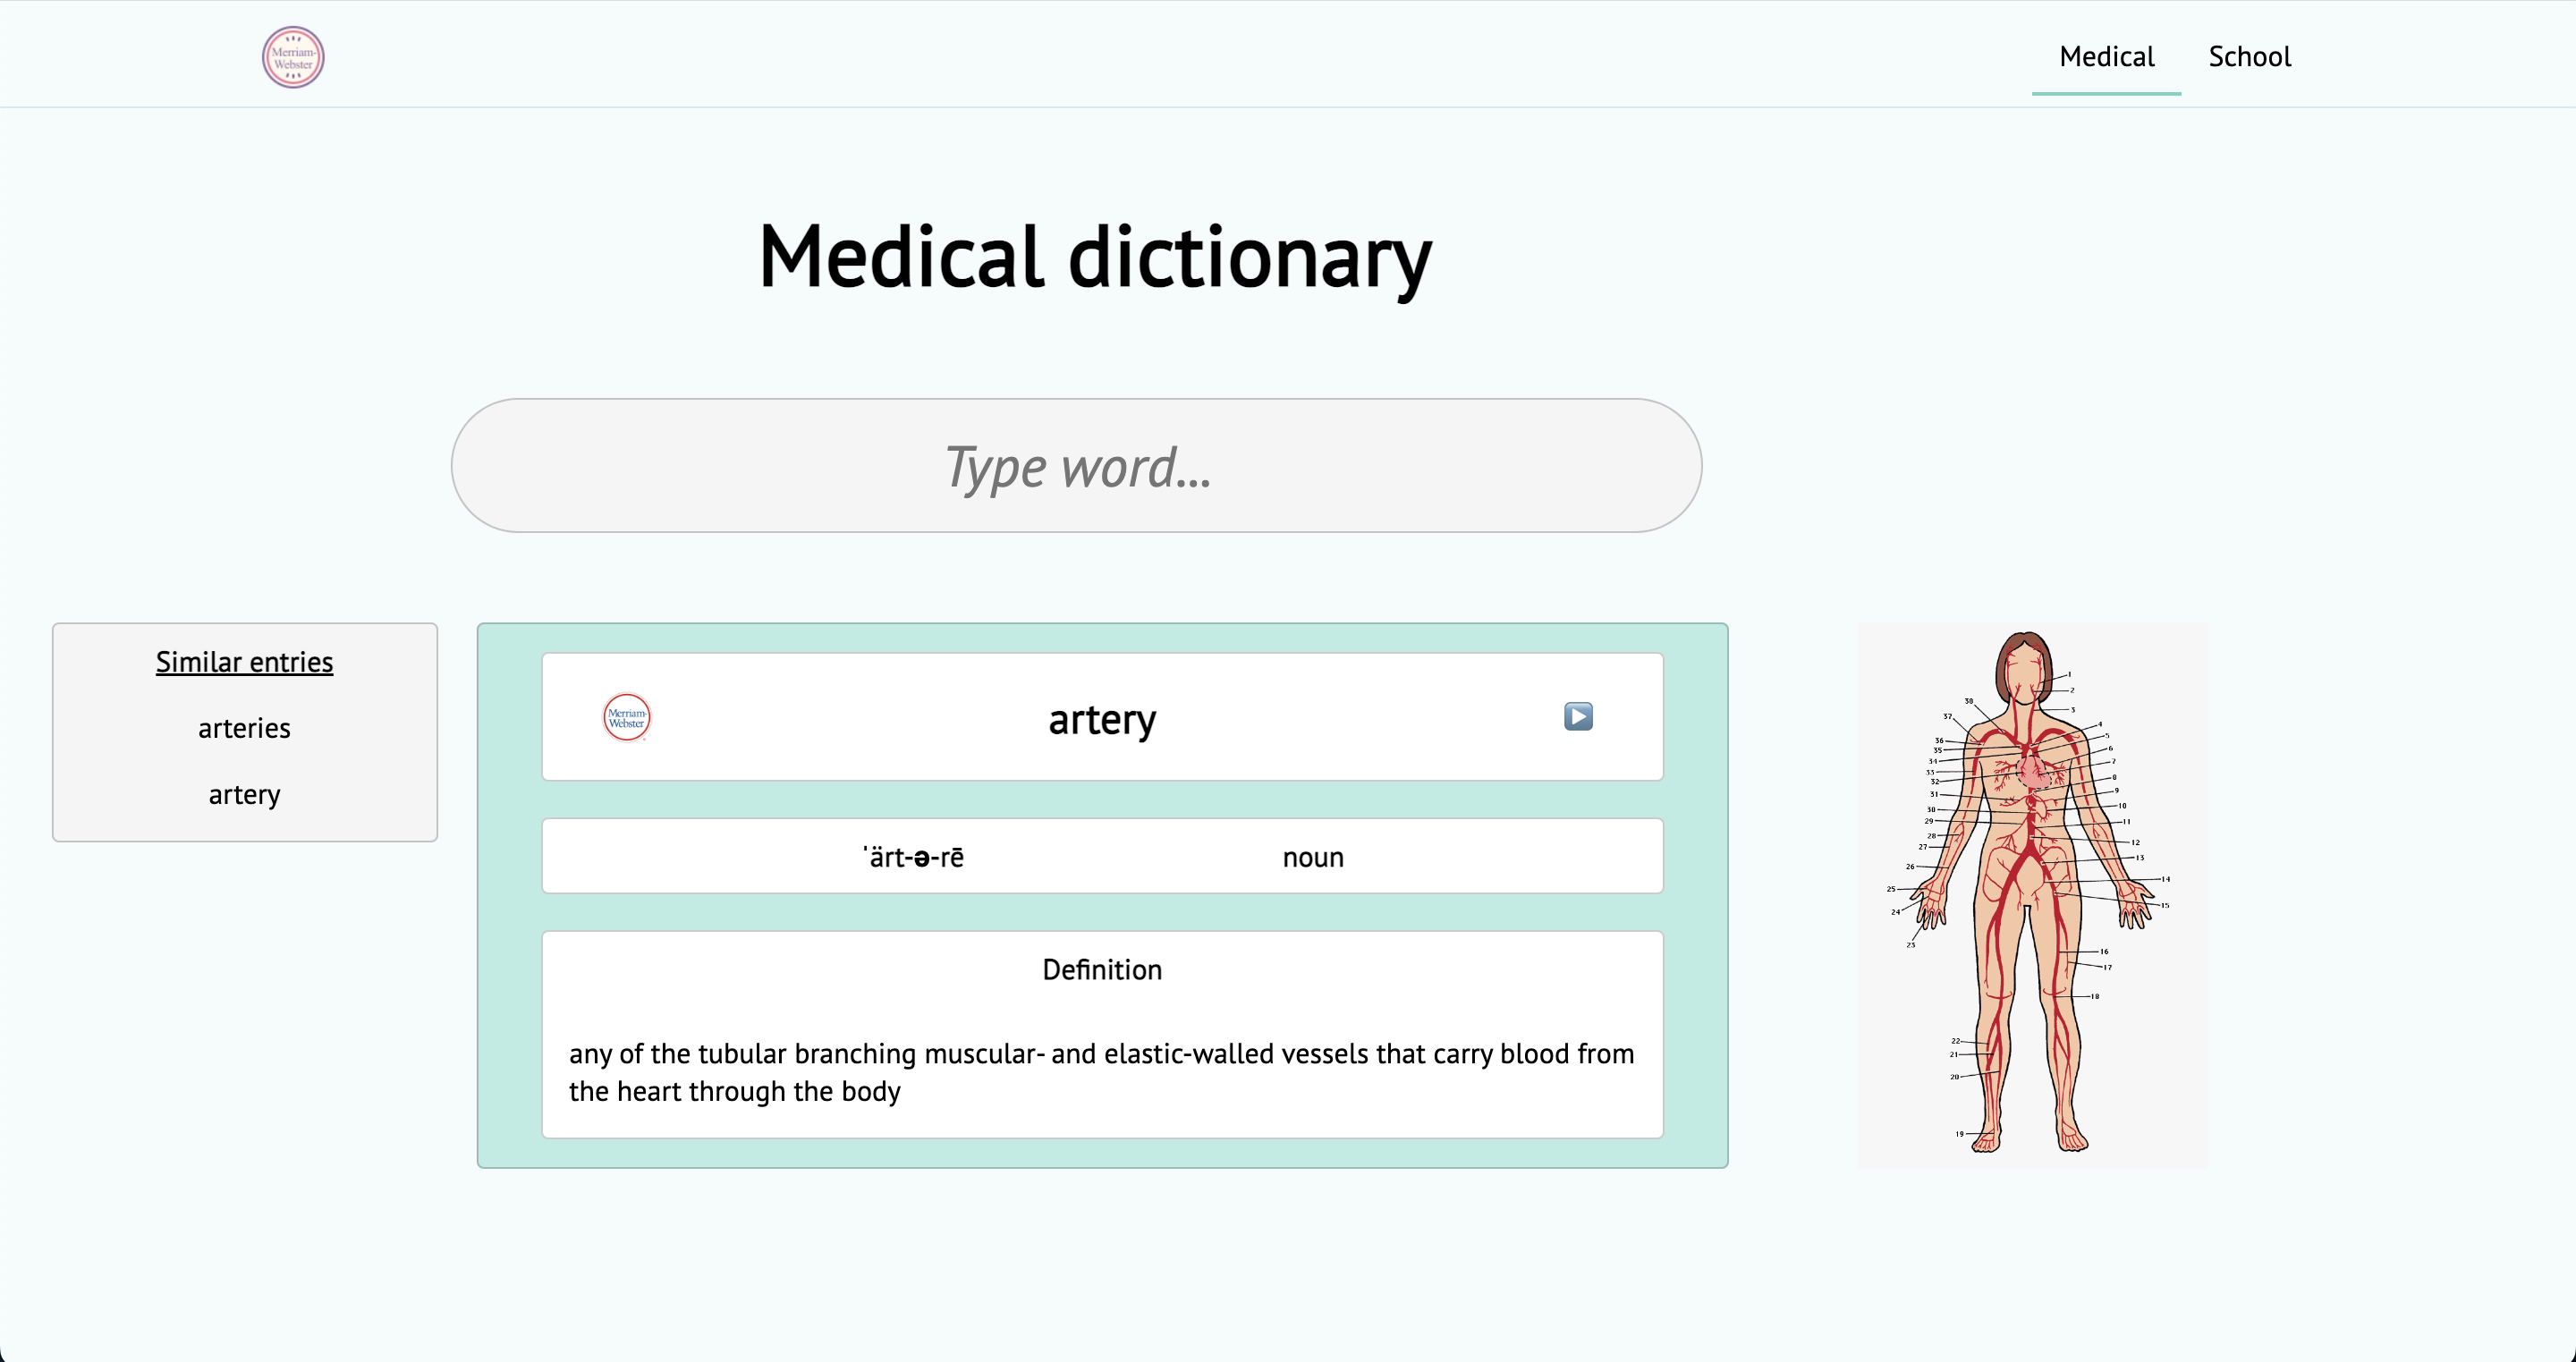 Merriam-
Webster
Medical School
Medical dictionary
Type word...
Similar entries
arteries
artery
Merriam-
Webster
artery
ˈärt-ə-rē noun
Definition
any of the tubular branching muscular- and elastic-walled vessels that carry blood from
the heart through the body
1
2
3
4
5
6
7
8
9
10
11
12
13
14
15
16
17
18
38
37
36
35
34
33
32
31
30
29
28
27
26
25
24
23
22
21
20
19